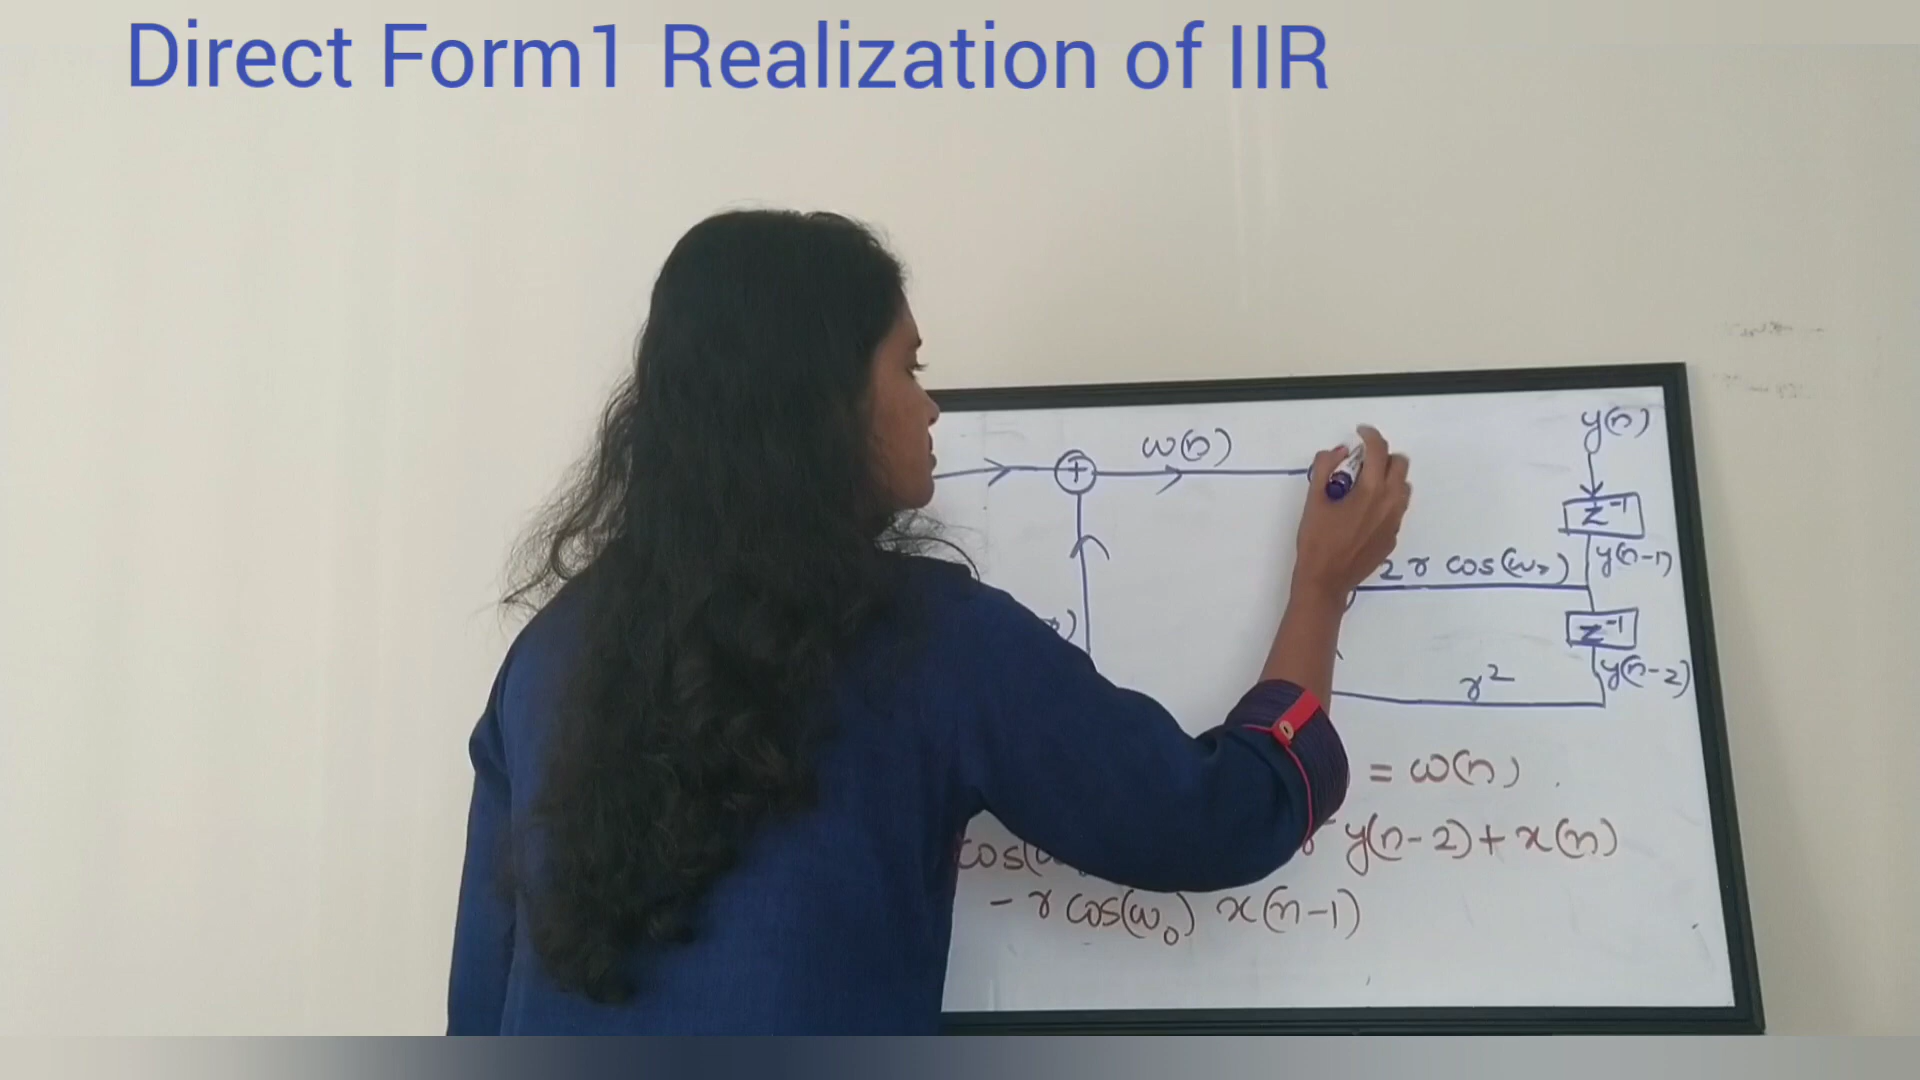 Direct Form1 Realization of IIR
y(n)
+ w(n)
z⁻¹
y(n-1)
2r cos(ω₀)
z⁻¹
y(n-2)
r²
= w(n)
y(n-2) + x(n)
- r cos(ω₀) x(n-1)